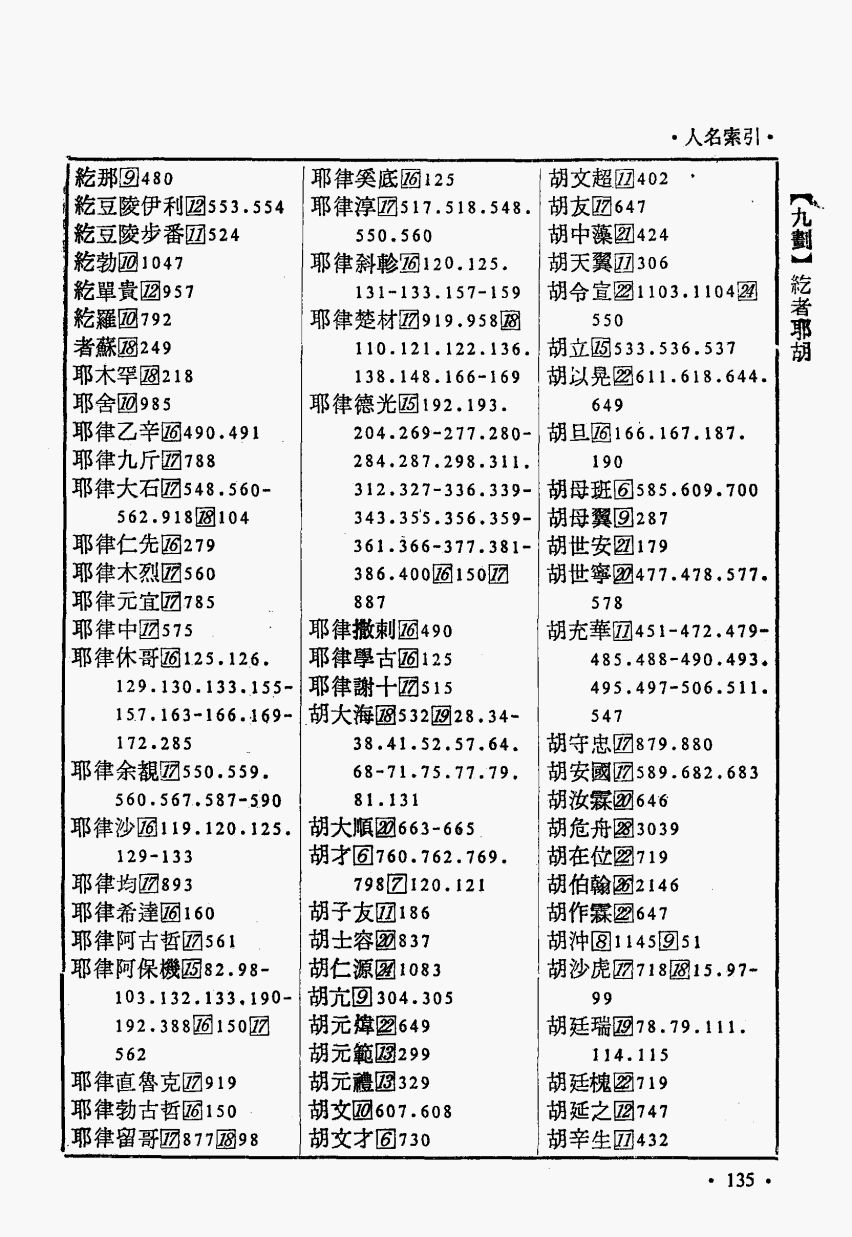 •人名索引•
紇那⑨480
紇豆陵伊利⑫553.554
紇豆陵步番⑪524
紇勃⑩1047
紇單貴⑫957
紇羅⑩792
者蘇⑱249
耶木罕⑱218
耶舍⑩985
耶律乙辛⑯490.491
耶律九斤⑰788
耶律大石⑰548.560-
562.918⑱104
耶律仁先⑯279
耶律木烈⑰560
耶律元宜⑰785
耶律中⑰575
耶律休哥⑯125.126.
129.130.133.155-
157.163-166.169-
172.285
耶律余覩⑰550.559.
560.567.587-590
耶律沙⑯119.120.125.
129-133
耶律均⑰893
耶律希達⑯160
耶律阿古哲⑰561
耶律阿保機⑮82.98-
103.132.133.190-
192.388⑯150⑰
562
耶律直魯克⑰919
耶律勃古哲⑯150
耶律留哥⑰877⑱98
耶律奚底⑯125
耶律淳⑰517.518.548.
550.560
耶律斜軫⑯120.125.
131-133.157-159
耶律楚材⑰919.958⑱
110.121.122.136.
138.148.166-169
耶律德光⑮192.193.
204.269-277.280-
284.287.298.311.
312.327-336.339-
343.355.356.359-
361.366-377.381-
386.400⑯150⑰
887
耶律撒剌⑯490
耶律學古⑯125
耶律謝十⑰515
胡大海⑱532⑲28.34-
38.41.52.57.64.
68-71.75.77.79.
81.131
胡大順⑳663-665
胡才⑥760.762.769.
798⑦120.121
胡子友⑪186
胡士容⑳837
胡仁源㉔1083
胡亢⑨304.305
胡元煒㉒649
胡元範⑬299
胡元禮⑬329
胡文⑩607.608
胡文才⑥730
胡文超⑪402
胡友⑰647
胡中藻㉑424
胡天翼⑪306
胡令宣㉒1103.1104㉔
550
胡立⑮533.536.537
胡以晃㉒611.618.644.
649
胡旦⑯166.167.187.
190
胡母班⑥585.609.700
胡母翼⑨287
胡世安㉑179
胡世寧⑳477.478.577.
578
胡充華⑪451-472.479-
485.488-490.493.
495.497-506.511.
547
胡守忠⑰879.880
胡安國⑰589.682.683
胡汝霖⑳646
胡危舟㉘3039
胡在位㉒719
胡伯翰㉖2146
胡作霖㉒647
胡沖⑧1145⑨51
胡沙虎⑰718⑱15.97-
99
胡廷瑞⑲78.79.111.
114.115
胡廷槐㉒719
胡延之⑫747
胡辛生⑪432
【九劃】紇者耶胡
• 135 •